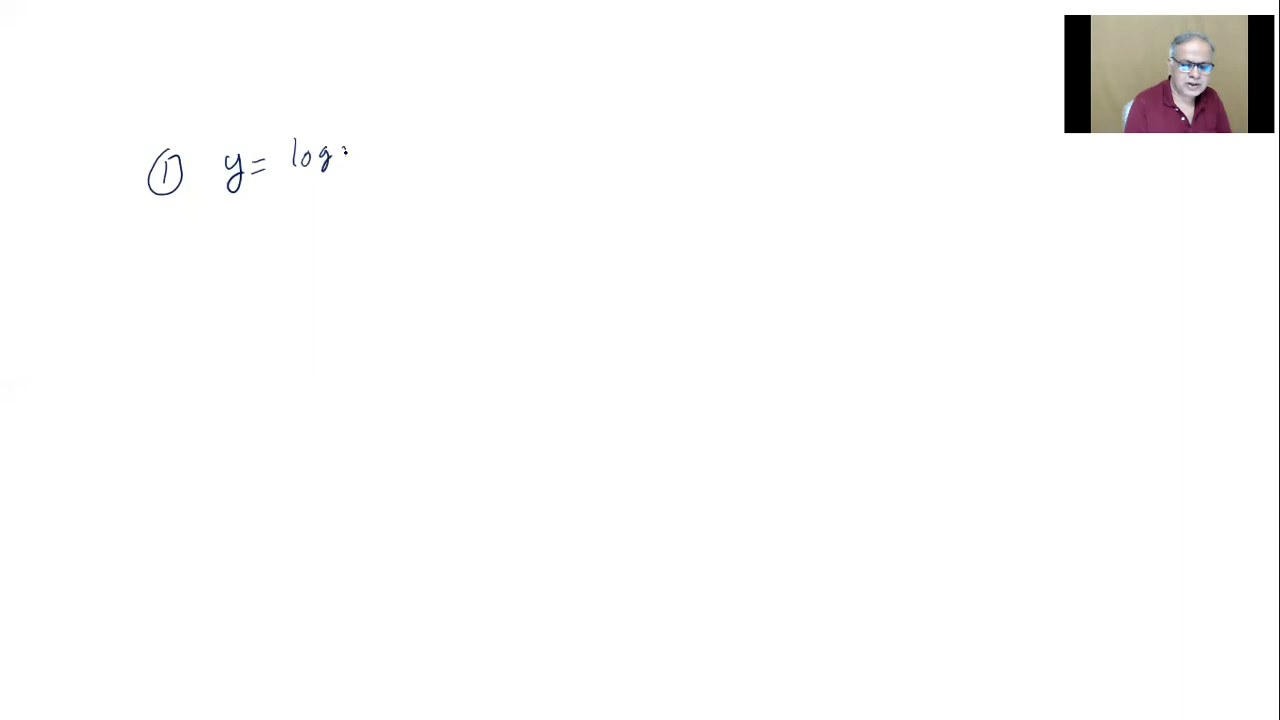 ① y = log